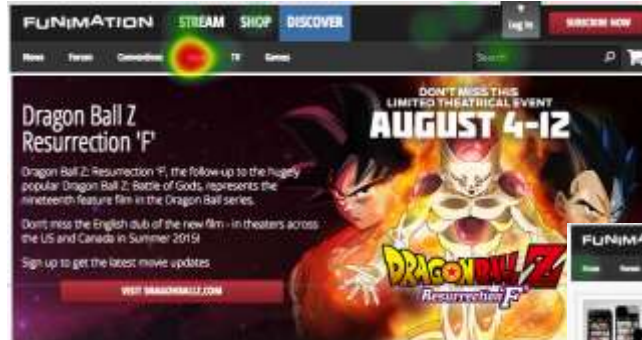 FUNIMATION STREAM SHOP DISCOVER Log In SUBSCRIBE NOW
News Forum Conventions TV Games Search
Dragon Ball Z
Resurrection 'F'
Dragon Ball Z: Resurrection 'F', the follow-up to the hugely
popular Dragon Ball Z: Battle of Gods, represents the
nineteenth feature film in the Dragon Ball series.
Don't miss the English dub of the new film - in theaters across
the US and Canada in Summer 2015!
Sign up to get the latest movie updates
VISIT DRAGONBALLZ.COM
DON'T MISS THIS
LIMITED THEATRICAL EVENT
AUGUST 4-12
DRAGON BALL Z
Resurrection 'F'
FUNIMA